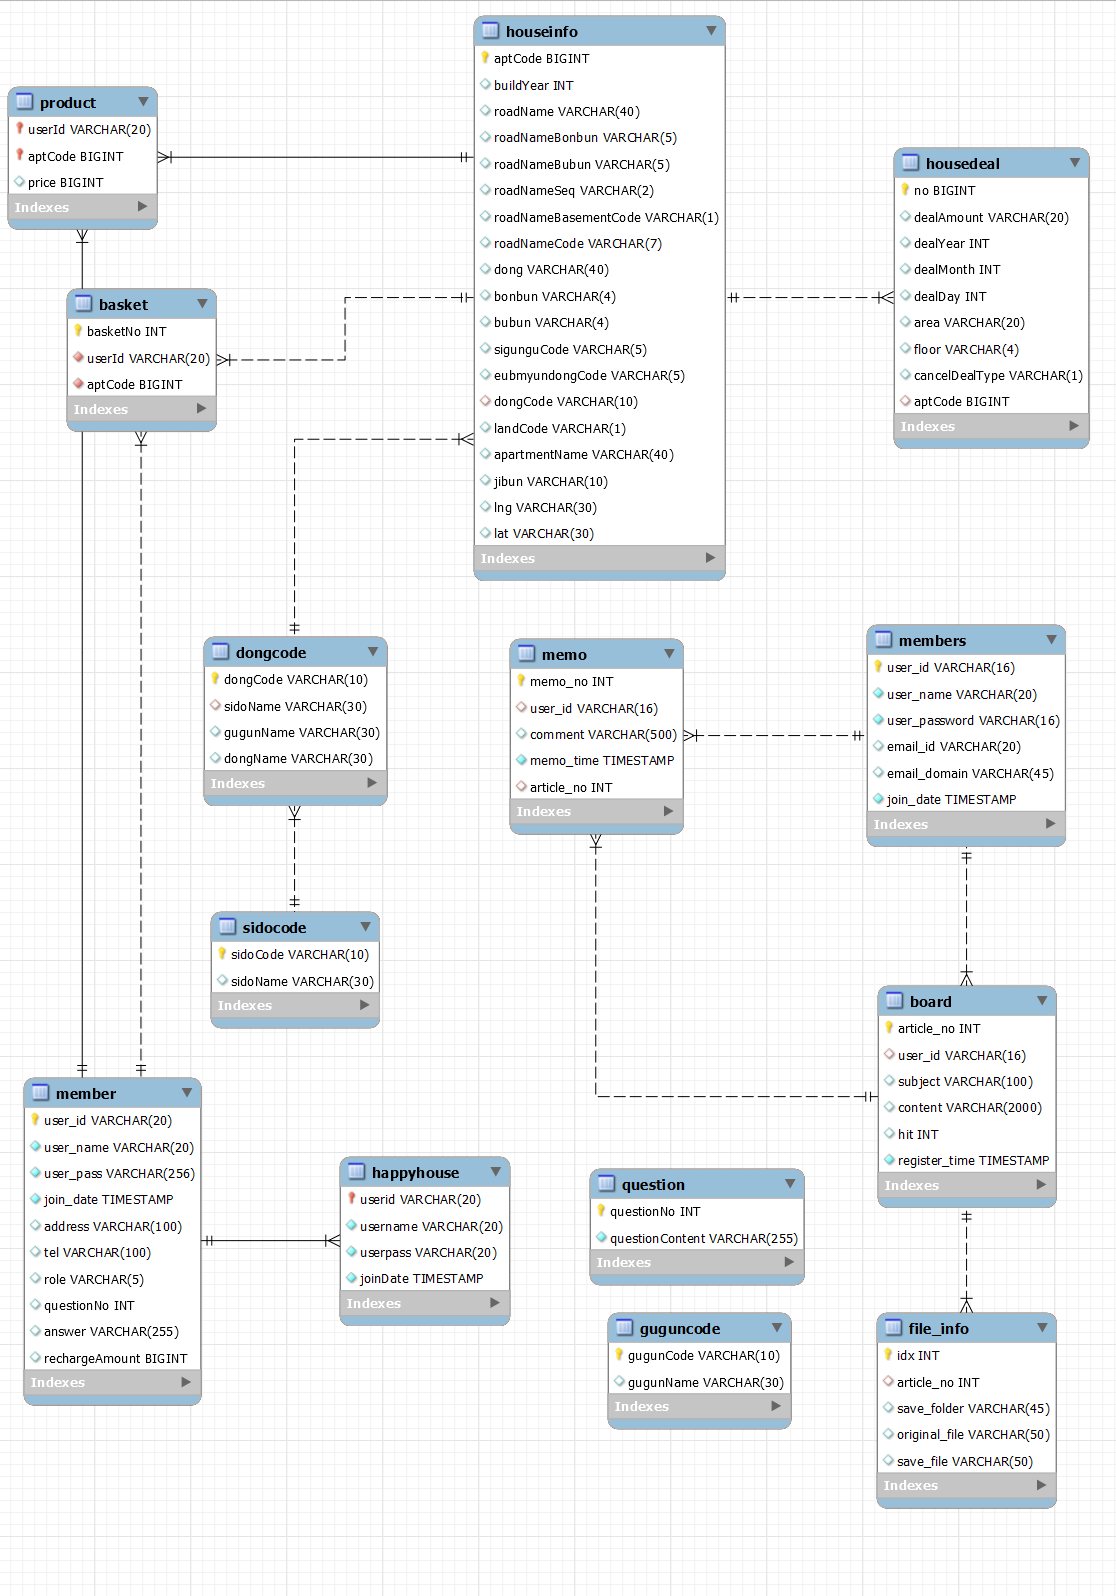 houseinfo
aptCode BIGINT
buildYear INT
roadName VARCHAR(40)
roadNameBonbun VARCHAR(5)
roadNameBubun VARCHAR(5)
roadNameSeq VARCHAR(2)
roadNameBasementCode VARCHAR(1)
roadNameCode VARCHAR(7)
dong VARCHAR(40)
bonbun VARCHAR(4)
bubun VARCHAR(4)
sigunguCode VARCHAR(5)
eubmyundongCode VARCHAR(5)
dongCode VARCHAR(10)
landCode VARCHAR(1)
apartmentName VARCHAR(40)
jibun VARCHAR(10)
lng VARCHAR(30)
lat VARCHAR(30)
Indexes
product
userId VARCHAR(20)
aptCode BIGINT
price BIGINT
Indexes
housedeal
no BIGINT
dealAmount VARCHAR(20)
dealYear INT
dealMonth INT
dealDay INT
area VARCHAR(20)
floor VARCHAR(4)
cancelDealType VARCHAR(1)
aptCode BIGINT
Indexes
basket
basketNo INT
userId VARCHAR(20)
aptCode BIGINT
Indexes
dongcode
dongCode VARCHAR(10)
sidoName VARCHAR(30)
gugunName VARCHAR(30)
dongName VARCHAR(30)
Indexes
memo
memo_no INT
user_id VARCHAR(16)
comment VARCHAR(500)
memo_time TIMESTAMP
article_no INT
Indexes
members
user_id VARCHAR(16)
user_name VARCHAR(20)
user_password VARCHAR(16)
email_id VARCHAR(20)
email_domain VARCHAR(45)
join_date TIMESTAMP
Indexes
sidocode
sidoCode VARCHAR(10)
sidoName VARCHAR(30)
Indexes
board
article_no INT
user_id VARCHAR(16)
subject VARCHAR(100)
content VARCHAR(2000)
hit INT
register_time TIMESTAMP
Indexes
member
user_id VARCHAR(20)
user_name VARCHAR(20)
user_pass VARCHAR(256)
join_date TIMESTAMP
address VARCHAR(100)
tel VARCHAR(100)
role VARCHAR(5)
questionNo INT
answer VARCHAR(255)
rechargeAmount BIGINT
Indexes
happyhouse
userid VARCHAR(20)
username VARCHAR(20)
userpass VARCHAR(20)
joinDate TIMESTAMP
Indexes
question
questionNo INT
questionContent VARCHAR(255)
Indexes
guguncode
gugunCode VARCHAR(10)
gugunName VARCHAR(30)
Indexes
file_info
idx INT
article_no INT
save_folder VARCHAR(45)
original_file VARCHAR(50)
save_file VARCHAR(50)
Indexes